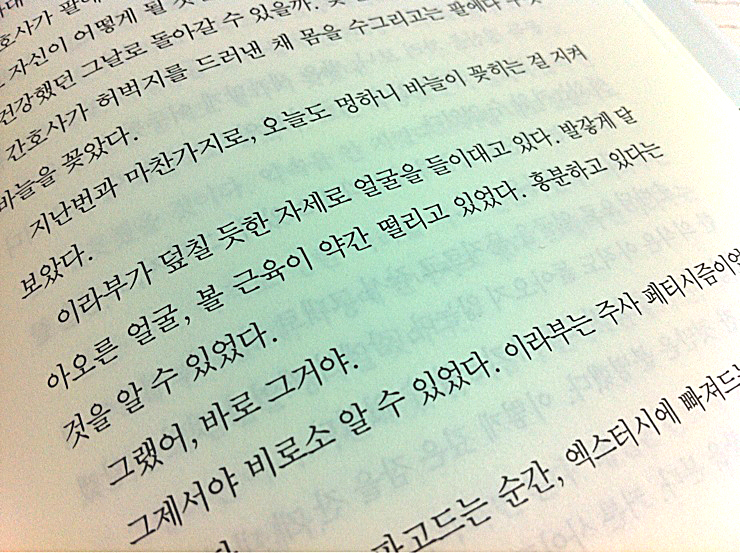 간호사가 팔에
자신이 어떻게 될
건강했던 그날로 돌아갈 수 있을까.
간호사가 허벅지를 드러낸 채 몸을 수그리고는 팔에다 주삿
바늘을 꽂았다.
지난번과 마찬가지로, 오늘도 멍하니 바늘이 꽂히는 걸 지켜
보았다.
이라부가 덮칠 듯한 자세로 얼굴을 들이대고 있다. 발갛게 달
아오른 얼굴, 볼 근육이 약간 떨리고 있었다. 흥분하고 있다는
것을 알 수 있었다.
그랬어, 바로 그거야.
그제서야 비로소 알 수 있었다. 이라부는 주사 페티시즘이었
파고드는 순간, 엑스터시에 빠져드는